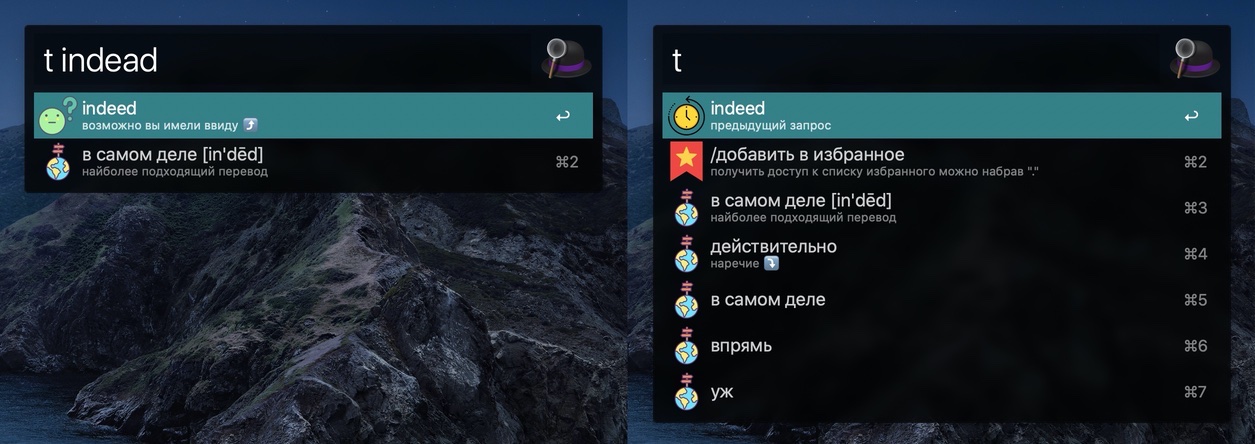 t indead
indeed
возможно вы имели ввиду ⤴️
в самом деле [in'dēd]
⌘2
наиболее подходящий перевод
t
indeed
предыдущий запрос
/добавить в избранное
⌘2
получить доступ к списку избранного можно набрав "."
в самом деле [in'dēd]
⌘3
наиболее подходящий перевод
действительно
⌘4
наречие ⤵️
в самом деле
⌘5
впрямь
⌘6
уж
⌘7